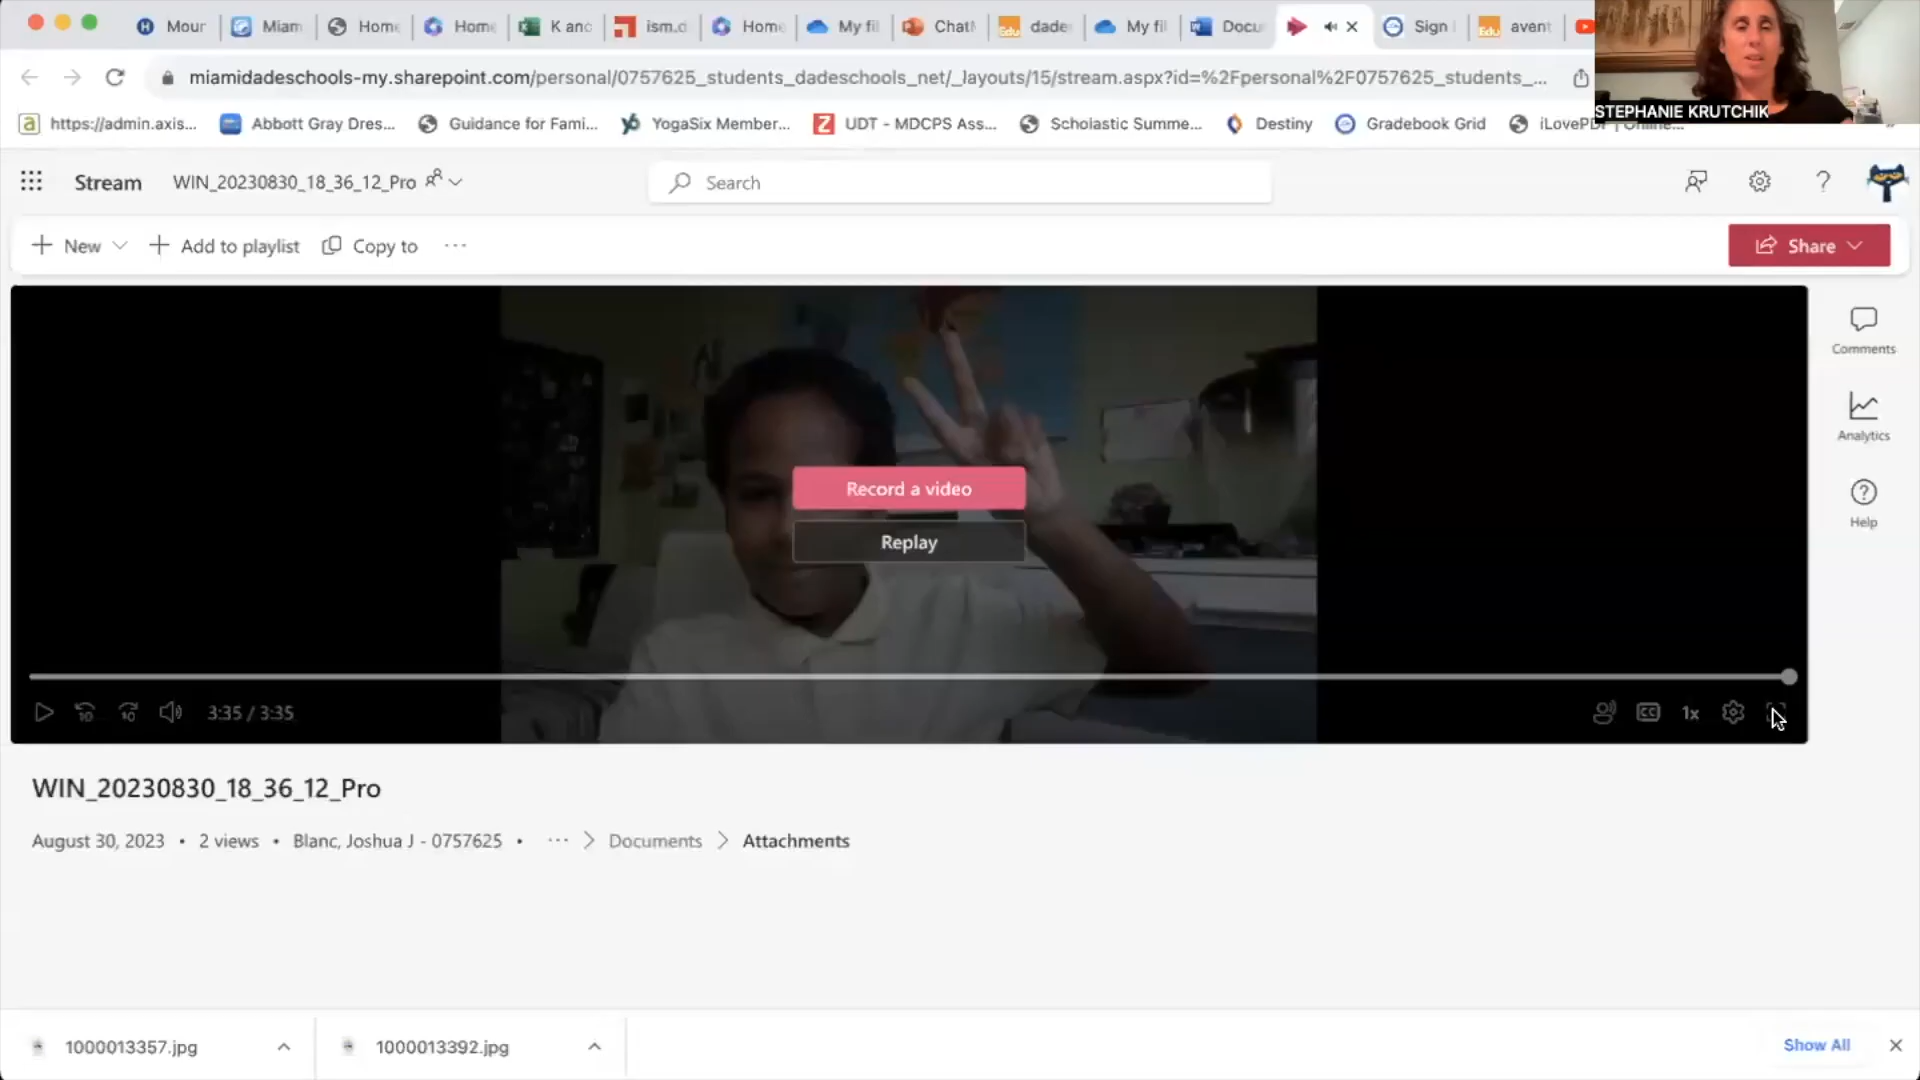 Mour
Miam
Home
Home
K and
ism.d
Home
My fil
Chat
dade
My fil
Docu
Sign
avent
miamidadeschools-my.sharepoint.com/personal/0757625_students_dadeschools_net/_layouts/15/stream.aspx?id=%2Fpersonal%2F0757625_students_...
https://admin.axis...
Abbott Gray Dres...
Guidance for Fami...
YogaSix Member...
UDT - MDCPS Ass...
Scholastic Summe...
Destiny
Gradebook Grid
STEPHANIE KRUTCHIK
Stream
WIN_20230830_18_36_12_Pro
Search
New
Add to playlist
Copy to
Share
Record a video
Replay
Comments
Analytics
Help
3:35 / 3:35
CC
1x
WIN_20230830_18_36_12_Pro
August 30, 2023 • 2 views • Blanc, Joshua J - 0757625 • ... > Documents > Attachments
1000013357.jpg
1000013392.jpg
Show All